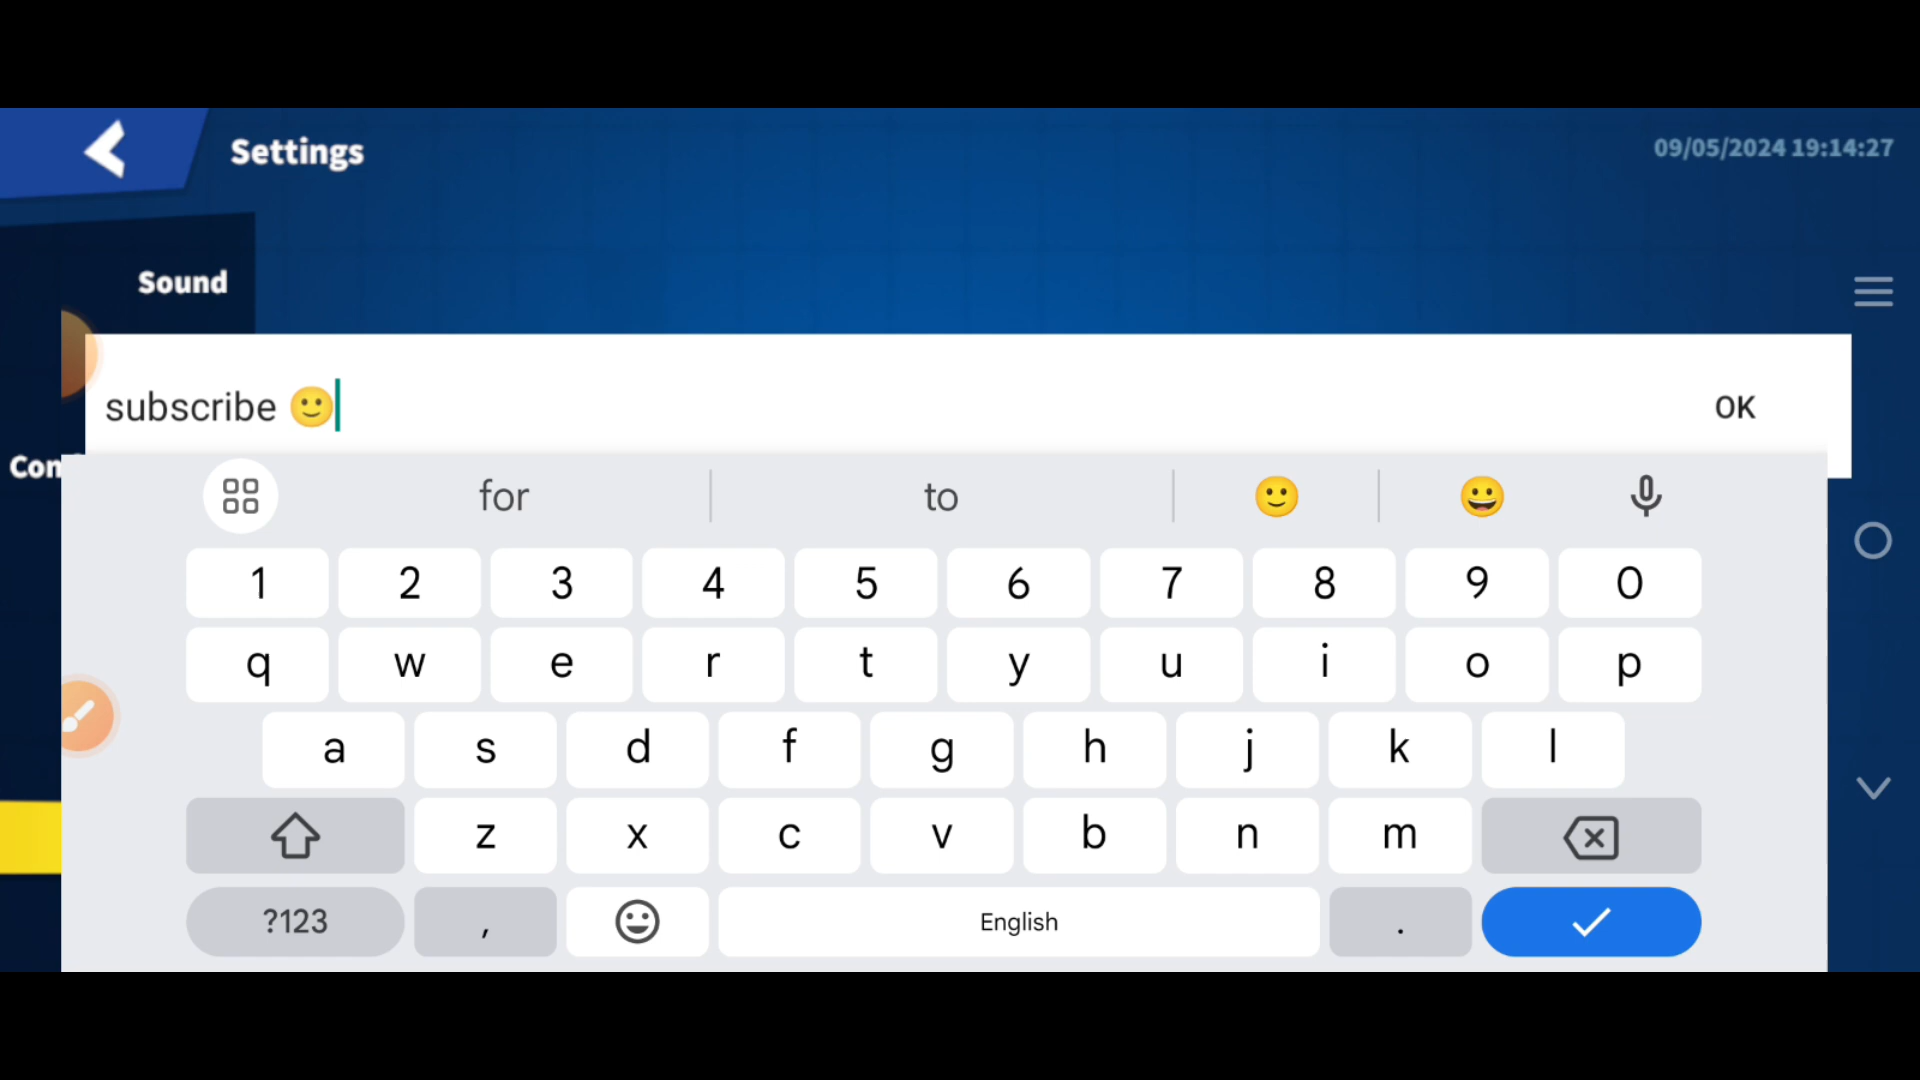 Settings
09/05/2024 19:14:27
Sound
subscribe 🙂
OK
for to 🙂 😀
1 2 3 4 5 6 7 8 9 0
q w e r t y u i o p
a s d f g h j k l
z x c v b n m
?123 , English .